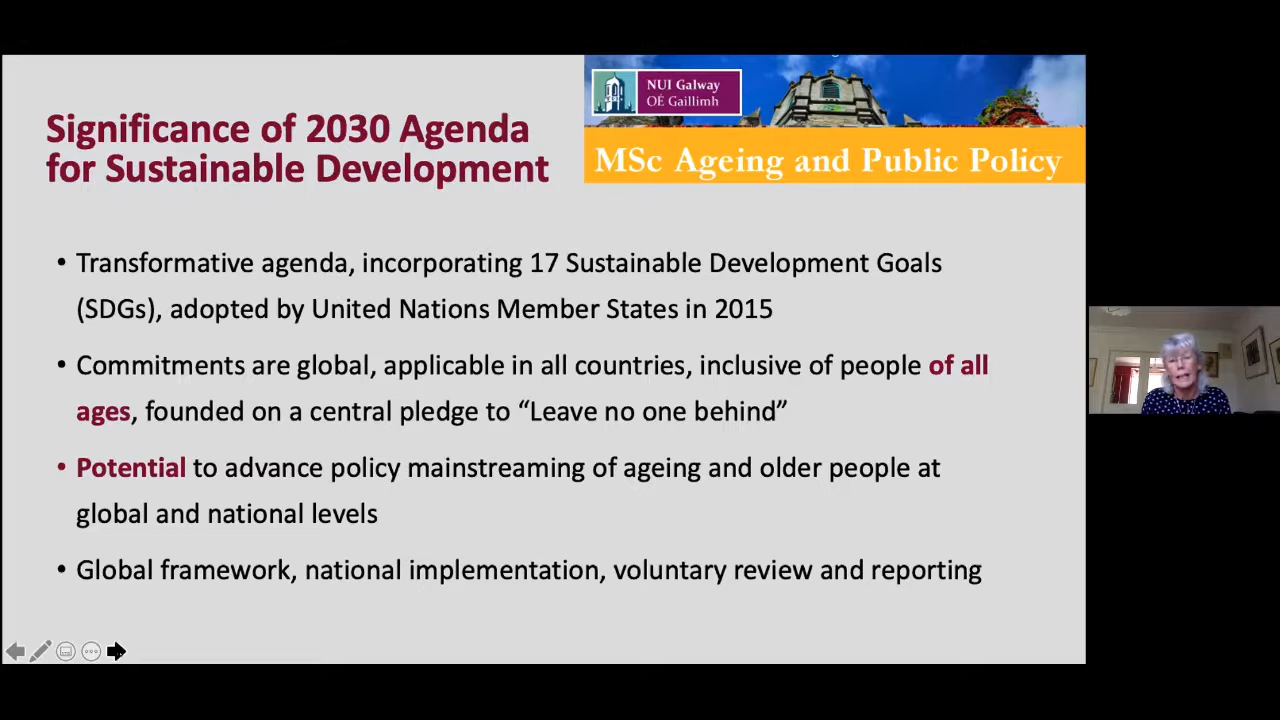 Significance of 2030 Agenda
for Sustainable Development
NUI Galway
OÉ Gaillimh
MSc Ageing and Public Policy
• Transformative agenda, incorporating 17 Sustainable Development Goals
(SDGs), adopted by United Nations Member States in 2015
• Commitments are global, applicable in all countries, inclusive of people of all
ages, founded on a central pledge to “Leave no one behind”
• Potential to advance policy mainstreaming of ageing and older people at
global and national levels
• Global framework, national implementation, voluntary review and reporting